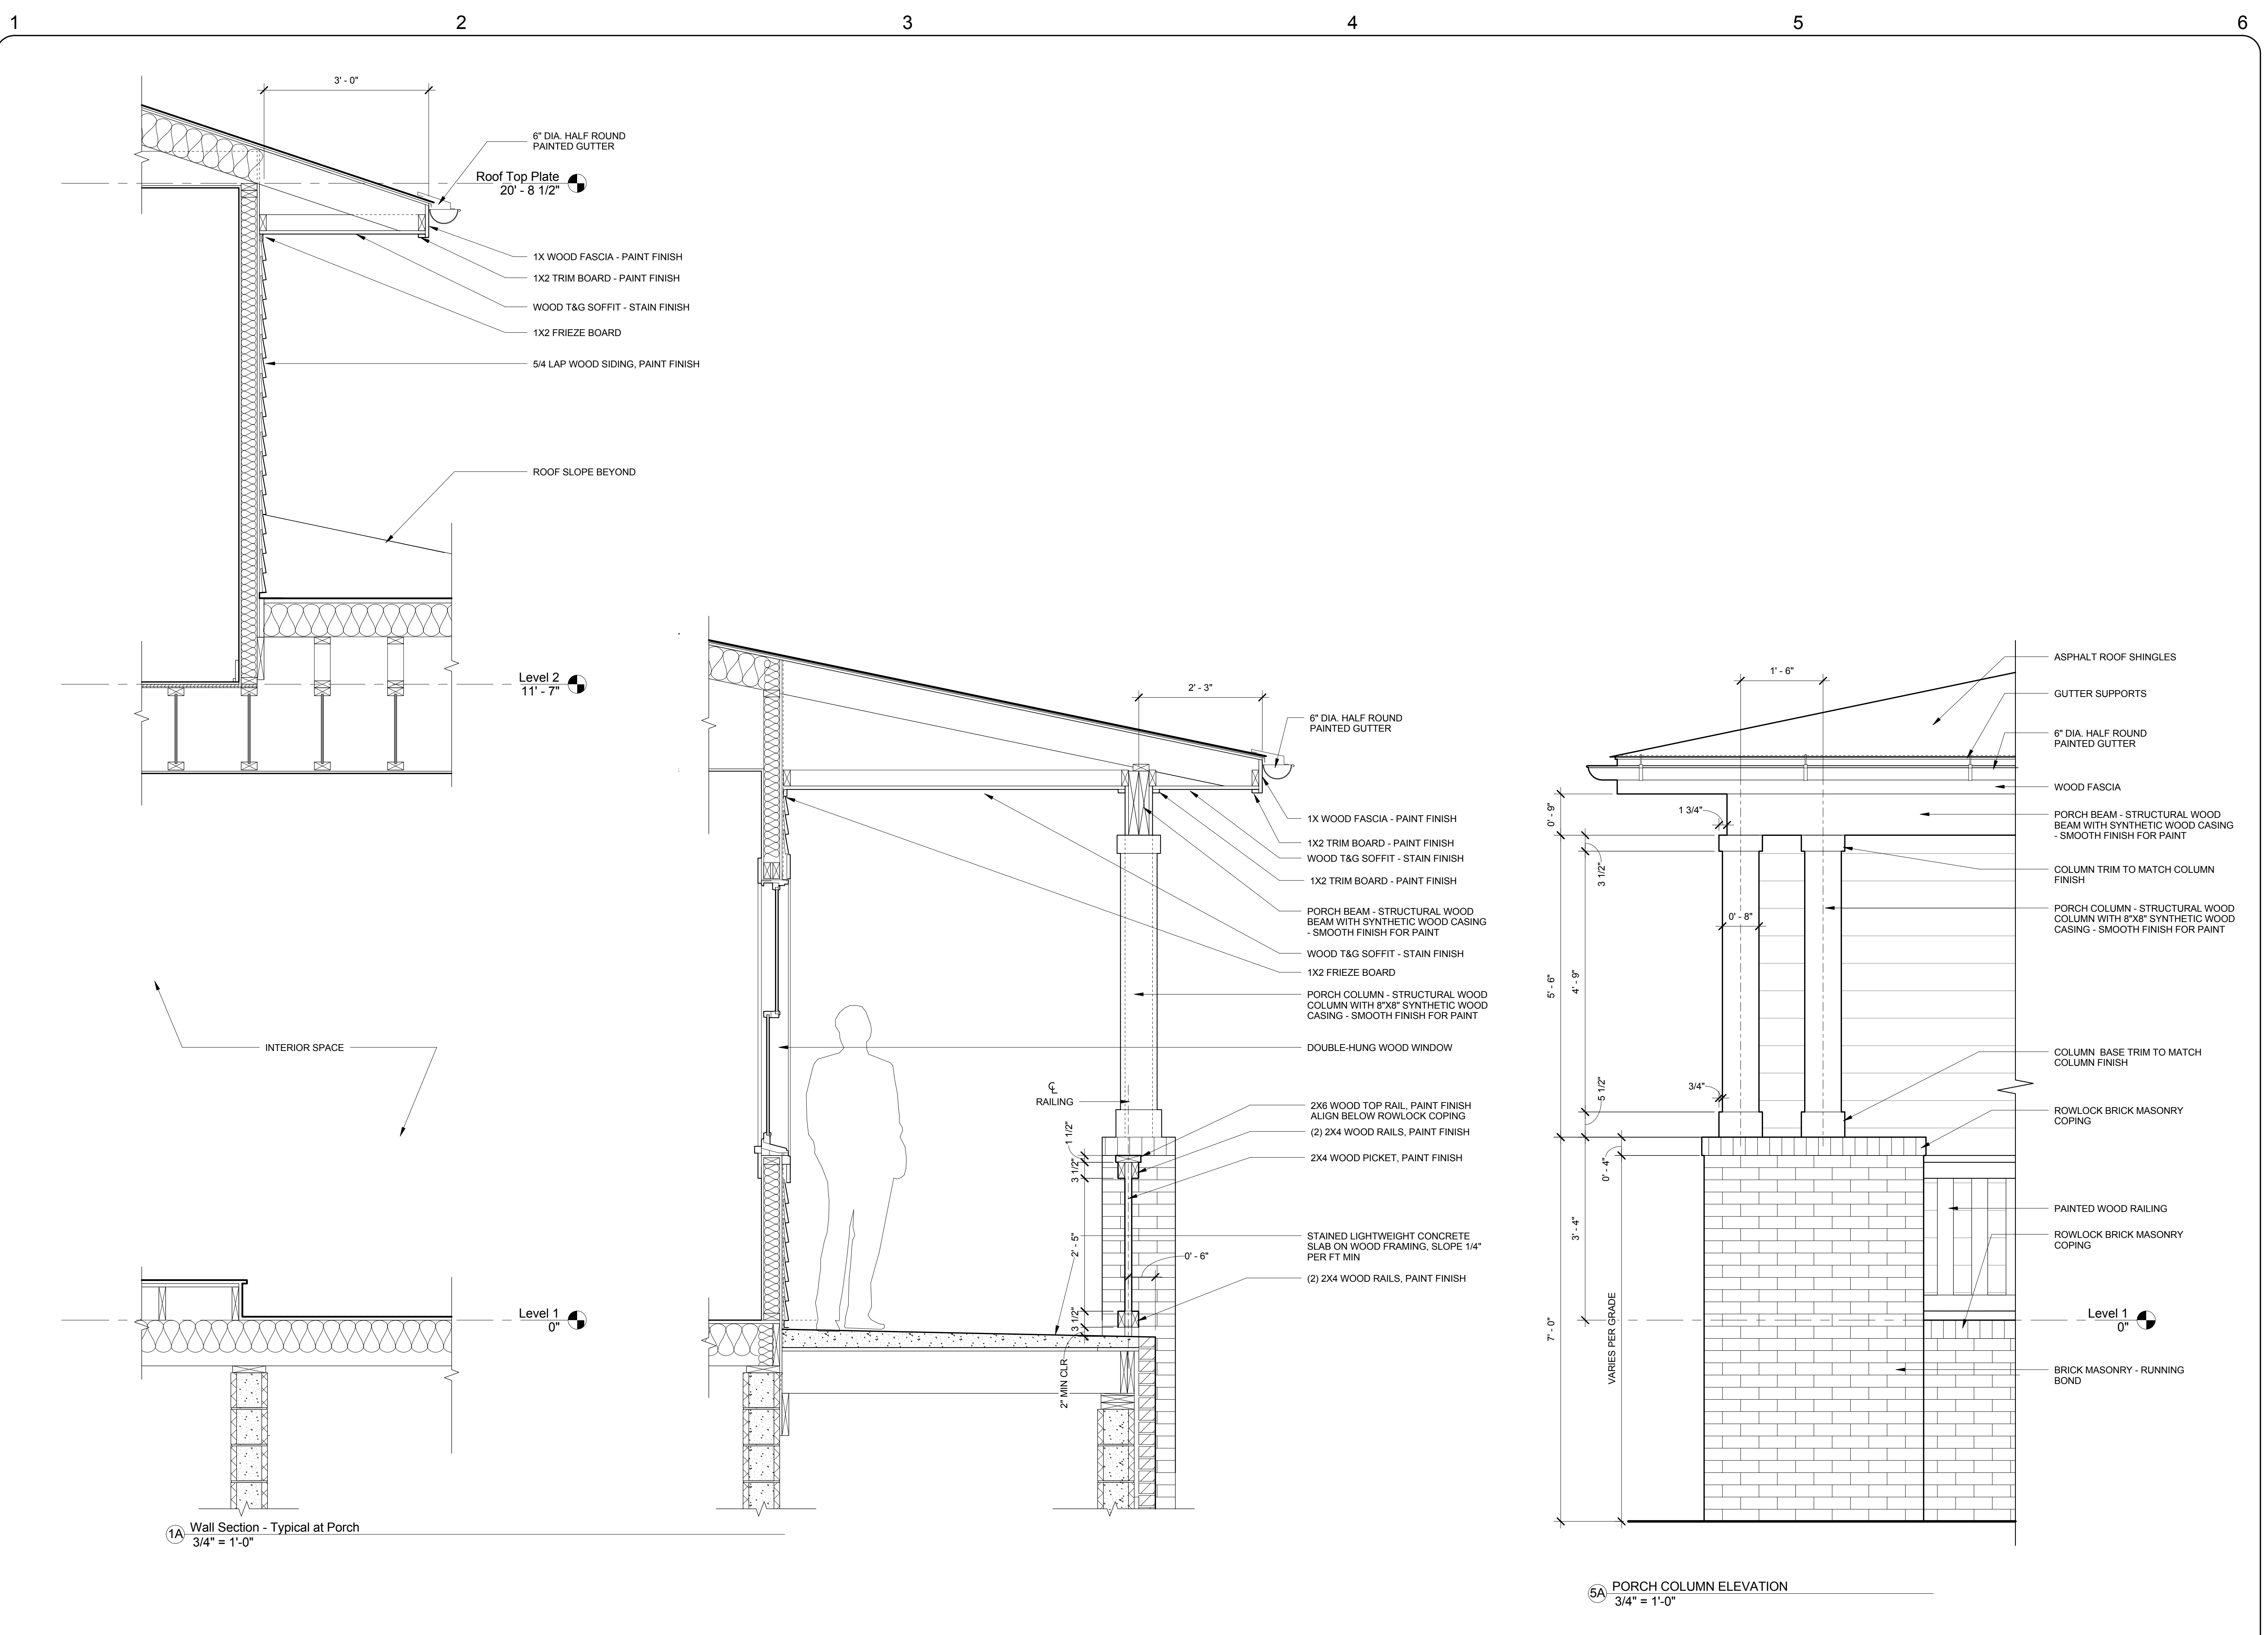 1
2
3
4
5
6
3' - 0"
6" DIA. HALF ROUND
PAINTED GUTTER
Roof Top Plate
20' - 8 1/2"
1X WOOD FASCIA - PAINT FINISH
1X2 TRIM BOARD - PAINT FINISH
WOOD T&G SOFFIT - STAIN FINISH
1X2 FRIEZE BOARD
5/4 LAP WOOD SIDING, PAINT FINISH
ROOF SLOPE BEYOND
Level 2
11' - 7"
INTERIOR SPACE
Level 1
0"
1A
Wall Section - Typical at Porch
3/4" = 1'-0"
2' - 3"
6" DIA. HALF ROUND
PAINTED GUTTER
1X WOOD FASCIA - PAINT FINISH
1X2 TRIM BOARD - PAINT FINISH
WOOD T&G SOFFIT - STAIN FINISH
1X2 TRIM BOARD - PAINT FINISH
PORCH BEAM - STRUCTURAL WOOD
BEAM WITH SYNTHETIC WOOD CASING
- SMOOTH FINISH FOR PAINT
WOOD T&G SOFFIT - STAIN FINISH
1X2 FRIEZE BOARD
PORCH COLUMN - STRUCTURAL WOOD
COLUMN WITH 8"X8" SYNTHETIC WOOD
CASING - SMOOTH FINISH FOR PAINT
DOUBLE-HUNG WOOD WINDOW
CL
RAILING
2X6 WOOD TOP RAIL, PAINT FINISH
ALIGN BELOW ROWLOCK COPING
(2) 2X4 WOOD RAILS, PAINT FINISH
2X4 WOOD PICKET, PAINT FINISH
STAINED LIGHTWEIGHT CONCRETE
SLAB ON WOOD FRAMING, SLOPE 1/4"
PER FT MIN
(2) 2X4 WOOD RAILS, PAINT FINISH
1 1/2"
3 1/2"
2' - 5"
0' - 6"
3 1/2"
2" MIN CLR
1' - 6"
ASPHALT ROOF SHINGLES
GUTTER SUPPORTS
6" DIA. HALF ROUND
PAINTED GUTTER
WOOD FASCIA
PORCH BEAM - STRUCTURAL WOOD
BEAM WITH SYNTHETIC WOOD CASING
- SMOOTH FINISH FOR PAINT
COLUMN TRIM TO MATCH COLUMN
FINISH
PORCH COLUMN - STRUCTURAL WOOD
COLUMN WITH 8"X8" SYNTHETIC WOOD
CASING - SMOOTH FINISH FOR PAINT
COLUMN BASE TRIM TO MATCH
COLUMN FINISH
ROWLOCK BRICK MASONRY
COPING
PAINTED WOOD RAILING
ROWLOCK BRICK MASONRY
COPING
Level 1
0"
BRICK MASONRY - RUNNING
BOND
0' - 9"
1 3/4"
3 1/2"
0' - 8"
5' - 6"
4' - 9"
3/4"
5 1/2"
0' - 4"
3' - 4"
7' - 0"
VARIES PER GRADE
5A
PORCH COLUMN ELEVATION
3/4" = 1'-0"